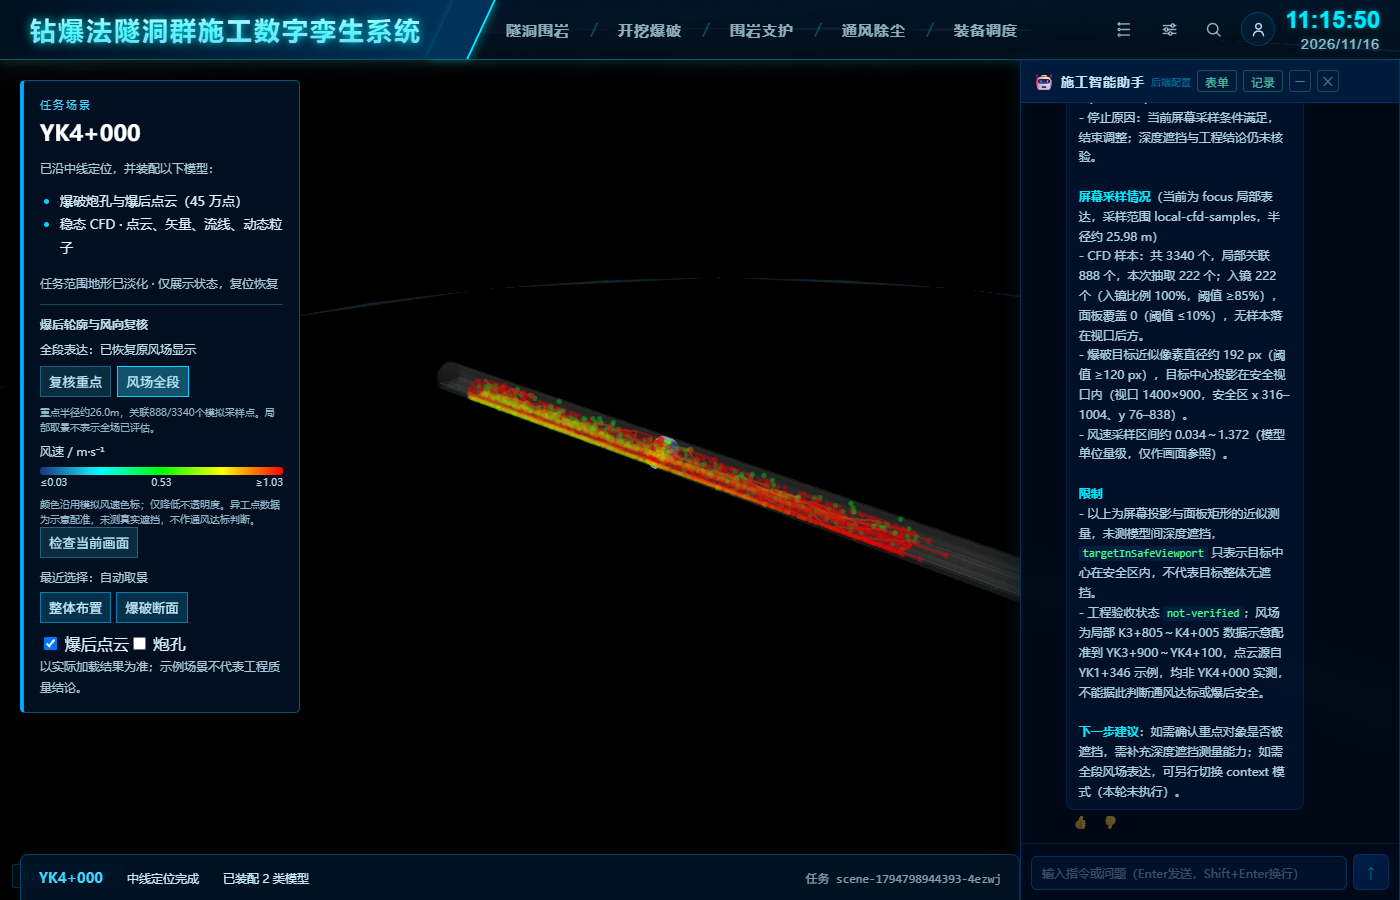 钻爆法隧洞群施工数字孪生系统
隧洞围岩 / 开挖爆破 / 围岩支护 / 通风除尘 / 装备调度
11:15:50
2026/11/16
任务场景
YK4+000
已沿中线定位，并装配以下模型：
爆破炮孔与爆后点云（45 万点）
稳态 CFD · 点云、矢量、流线、动态粒
子
任务范围地形已淡化 · 仅展示状态，复位恢复
爆后轮廓与风向复核
全段表达：已恢复原风场显示
复核重点 风场全段
重点半径约26.0m，关联888/3340个模拟采样点。局
部取景不表示全场已评估。
风速 / m·s⁻¹
≤0.03 0.53 ≥1.03
颜色沿用模拟风速色标；仅降低不透明度。异工点数据
为示意配准，未测真实遮挡，不作通风达标判断。
检查当前画面
最近选择：自动取景
整体布置 爆破断面
爆后点云 炮孔
以实际加载结果为准；示例场景不代表工程质
量结论。
YK4+000 中线定位完成 已装配 2 类模型
任务 scene-1794798944393-4ezwj
施工智能助手 后端配置 表单 记录
- 停止原因：当前屏幕采样条件满足，
结束调整；深度遮挡与工程结论仍未核
验。
屏幕采样情况（当前为 focus 局部表
达，采样范围 local-cfd-samples，半
径约 25.98 m）
- CFD 样本：共 3340 个，局部关联
888 个，本次抽取 222 个；入镜 222
个（入镜比例 100%，阈值 ≥85%），
面板覆盖 0（阈值 ≤10%），无样本落
在视口后方。
- 爆破目标近似像素直径约 192 px（阈
值 ≥120 px），目标中心投影在安全视
口内（视口 1400×900，安全区 x 316–
1004、y 76–838）。
- 风速采样区间约 0.034～1.372（模型
单位量级，仅作画面参照）。
限制
- 以上为屏幕投影与面板矩形的近似测
量，未测模型间深度遮挡，
targetInSafeViewport 只表示目标中
心在安全区内，不代表目标整体无遮
挡。
- 工程验收状态 not-verified；风场
为局部 K3+805～K4+005 数据示意配
准到 YK3+900～YK4+100，点云源自
YK1+346 示例，均非 YK4+000 实测，
不能据此判断通风达标或爆后安全。
下一步建议：如需确认重点对象是否被
遮挡，需补充深度遮挡测量能力；如需
全段风场表达，可另行切换 context 模
式（本轮未执行）。
输入指令或问题（Enter发送，Shift+Enter换行）